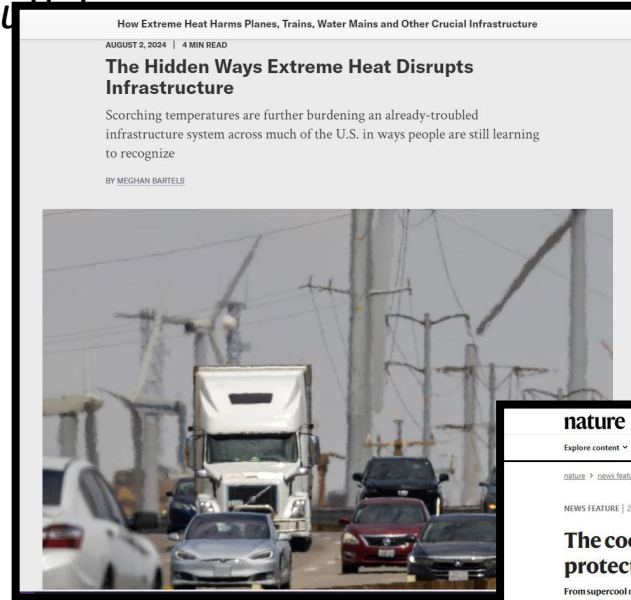 How Extreme Heat Harms Planes, Trains, Water Mains and Other Crucial Infrastructure
AUGUST 2, 2024 | 4 MIN READ
The Hidden Ways Extreme Heat Disrupts
Infrastructure
Scorching temperatures are further burdening an already-troubled
infrastructure system across much of the U.S. in ways people are still learning
to recognize
BY MEGHAN BARTELS
nature
Explore content
nature > news
NEWS FEATURE |
The
protect
From supercool